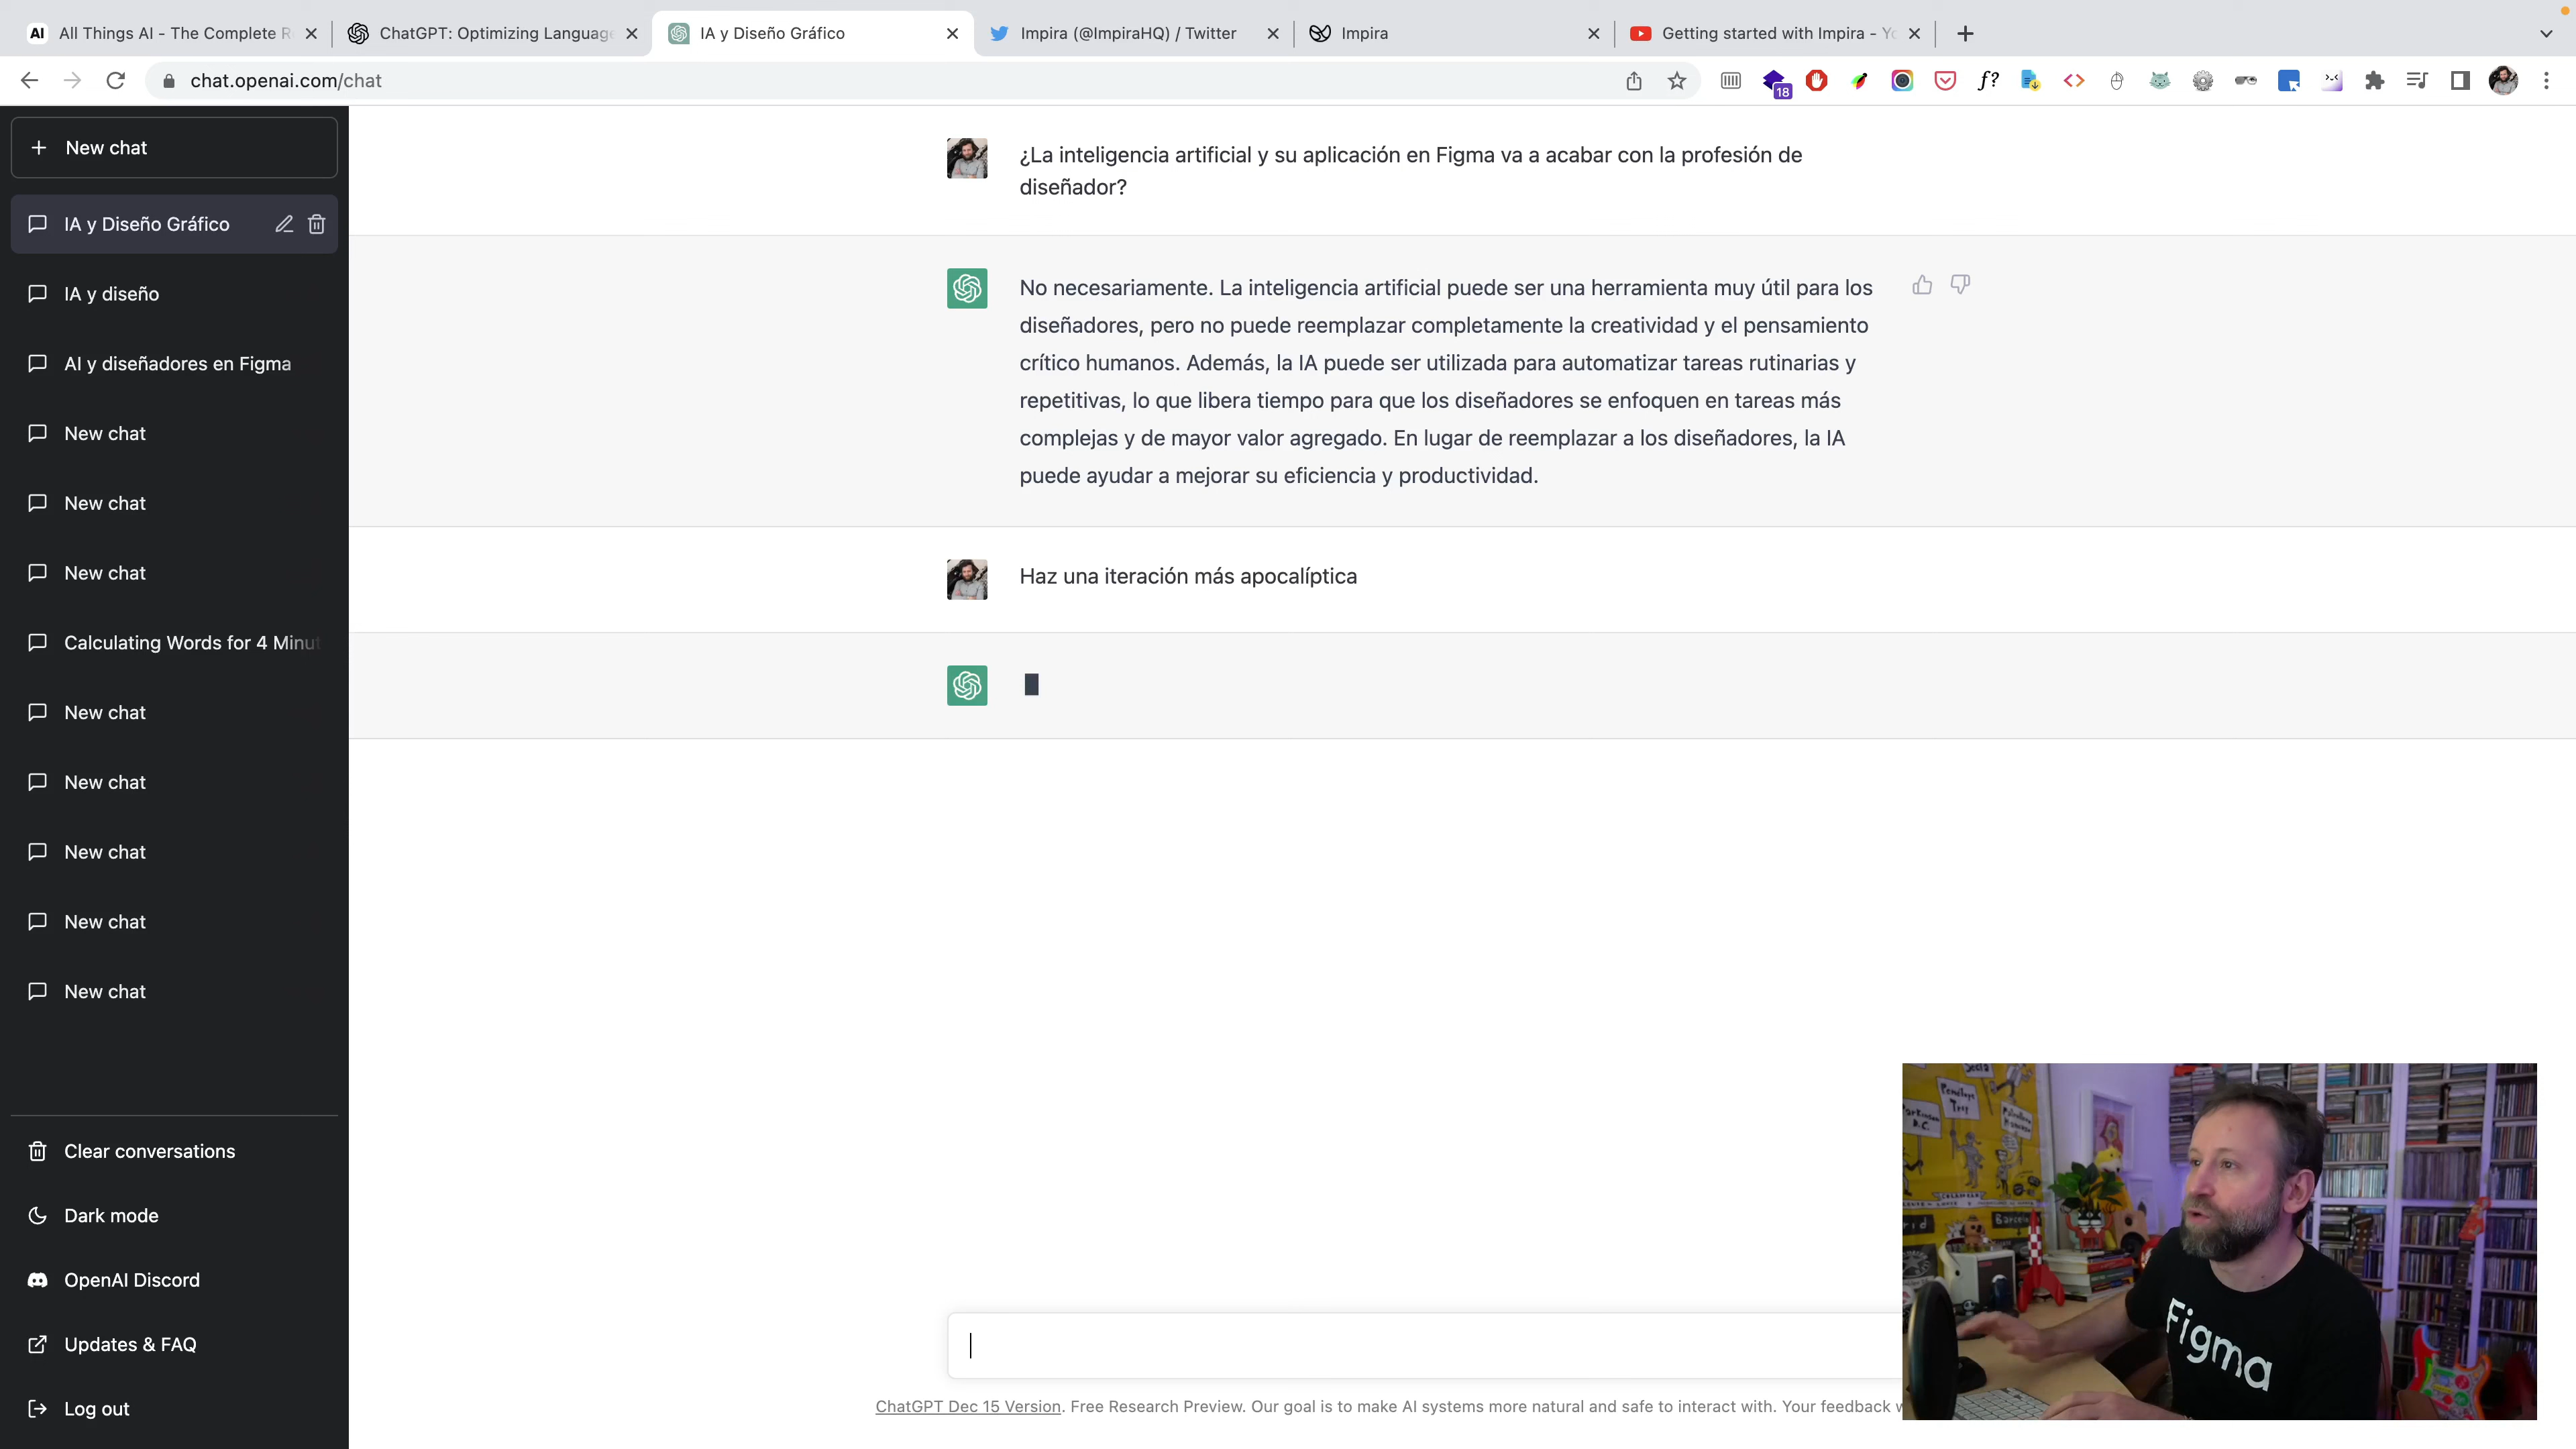 AI All Things AI - The Complete R
ChatGPT: Optimizing Language
IA y Diseño Gráfico
Impira (@ImpiraHQ) / Twitter
Impira
Getting started with Impira - Yo
chat.openai.com/chat
18
f?
New chat
IA y Diseño Gráfico
IA y diseño
AI y diseñadores en Figma
New chat
New chat
New chat
Calculating Words for 4 Minut
New chat
New chat
New chat
New chat
New chat
Clear conversations
Dark mode
OpenAI Discord
Updates & FAQ
Log out
¿La inteligencia artificial y su aplicación en Figma va a acabar con la profesión de
diseñador?
No necesariamente. La inteligencia artificial puede ser una herramienta muy útil para los
diseñadores, pero no puede reemplazar completamente la creatividad y el pensamiento
crítico humanos. Además, la IA puede ser utilizada para automatizar tareas rutinarias y
repetitivas, lo que libera tiempo para que los diseñadores se enfoquen en tareas más
complejas y de mayor valor agregado. En lugar de reemplazar a los diseñadores, la IA
puede ayudar a mejorar su eficiencia y productividad.
Haz una iteración más apocalíptica
ChatGPT Dec 15 Version. Free Research Preview. Our goal is to make AI systems more natural and safe to interact with. Your feedback w
Penélope
Trip
Parkinson
D.C.
Barcelo
Figma